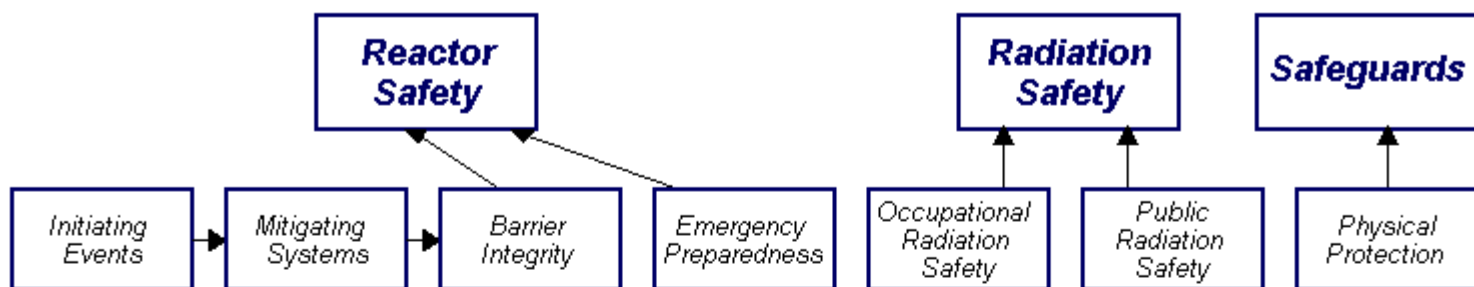 Reactor
Safety
Radiation
Safety
Safeguards
Initiating
Events
Mitigating
Systems
Barrier
Integrity
Emergency
Preparedness
Occupational
Radiation
Safety
Public
Radiation
Safety
Physical
Protection